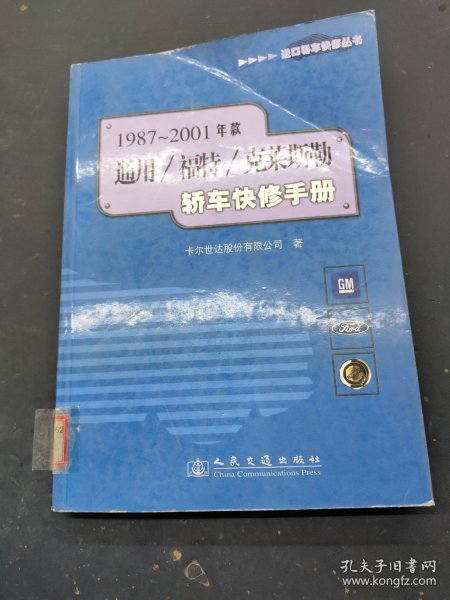 进口轿车快修丛书
1987~2001年款
通用/福特/克莱斯勒
轿车快修手册
卡尔世达股份有限公司 著
GM
Ford
62
人民交通出版社
China Communications Press
孔夫子旧书网
www.kongfz.com